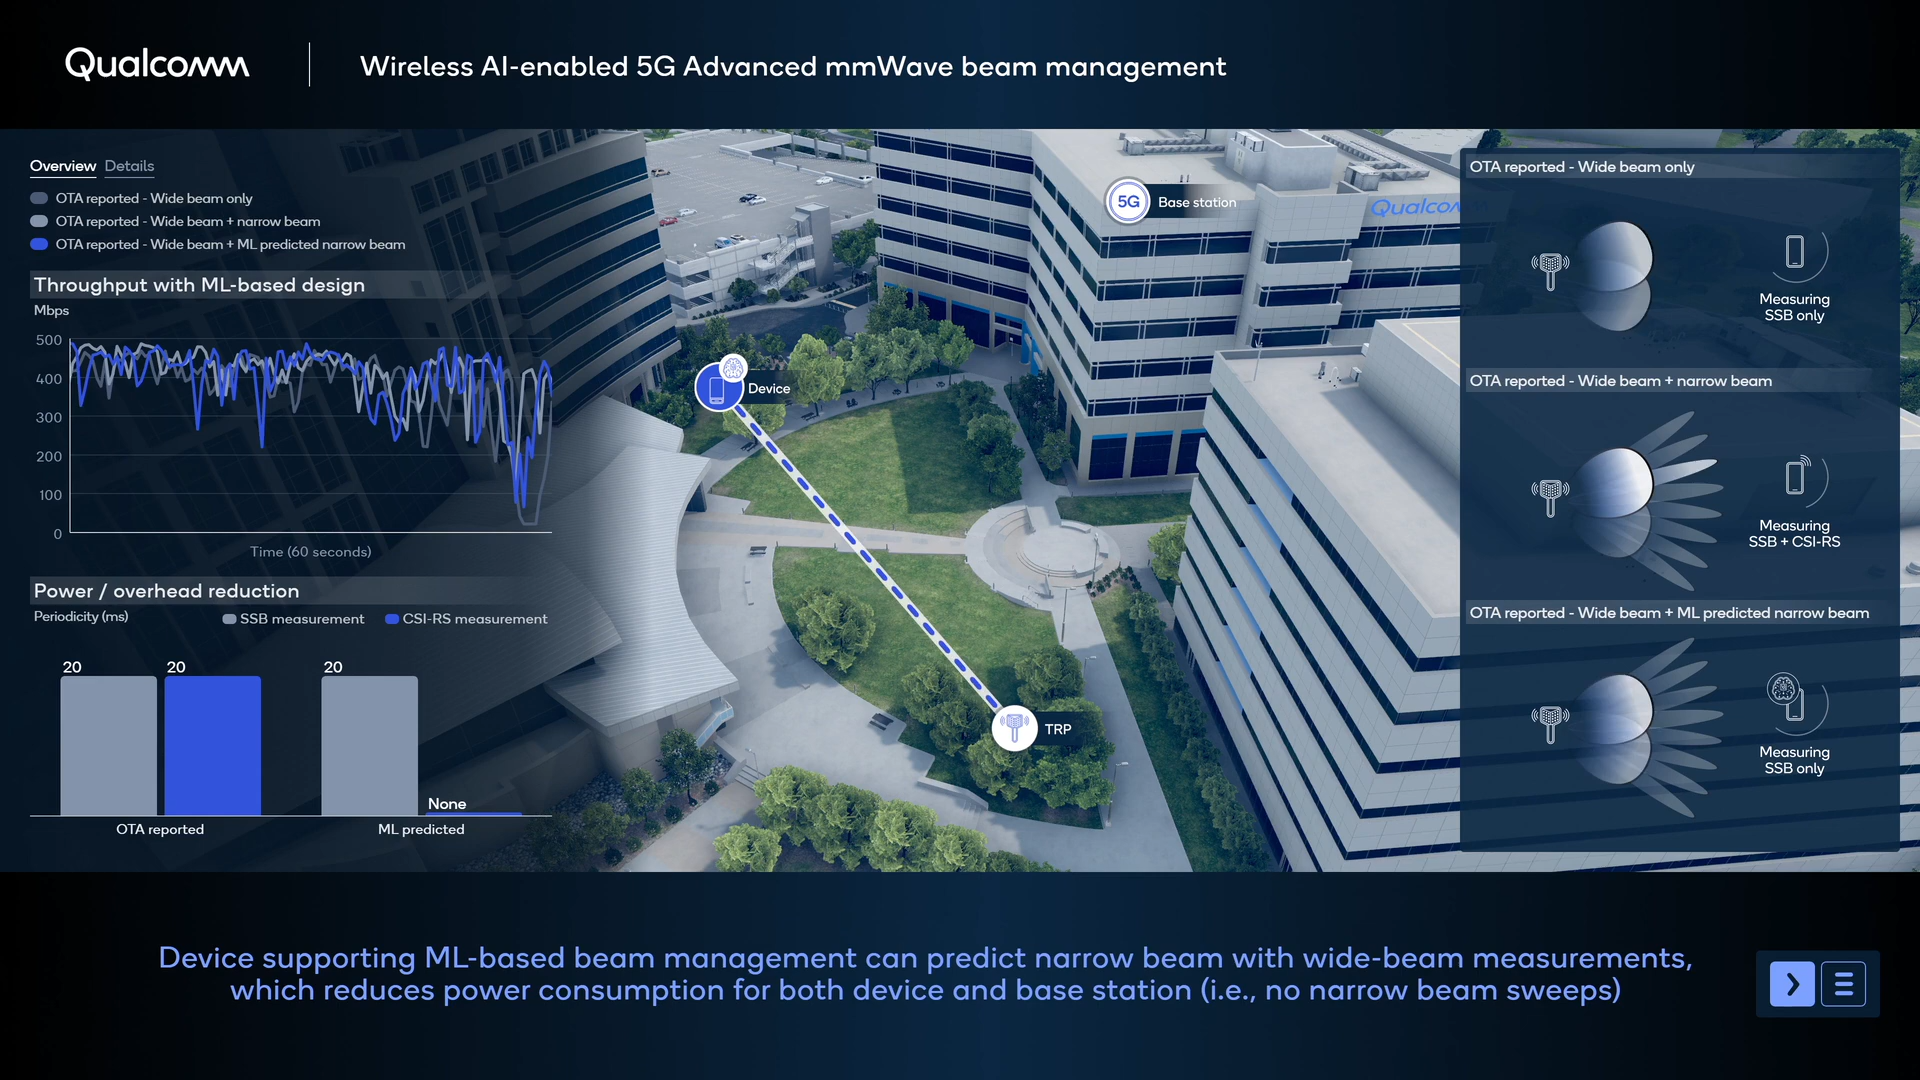 Qualcomm
Wireless AI-enabled 5G Advanced mmWave beam management
Overview Details
OTA reported - Wide beam only
OTA reported - Wide beam + narrow beam
OTA reported - Wide beam + ML predicted narrow beam
Throughput with ML-based design
Mbps
500
400
300
200
100
0
Time (60 seconds)
Power / overhead reduction
Periodicity (ms)
SSB measurement
CSI-RS measurement
20
20
20
None
OTA reported
ML predicted
5G
Base station
Qualcom
Device
TRP
OTA reported - Wide beam only
Measuring
SSB only
OTA reported - Wide beam + narrow beam
Measuring
SSB + CSI-RS
OTA reported - Wide beam + ML predicted narrow beam
Measuring
SSB only
Device supporting ML-based beam management can predict narrow beam with wide-beam measurements,
which reduces power consumption for both device and base station (i.e., no narrow beam sweeps)